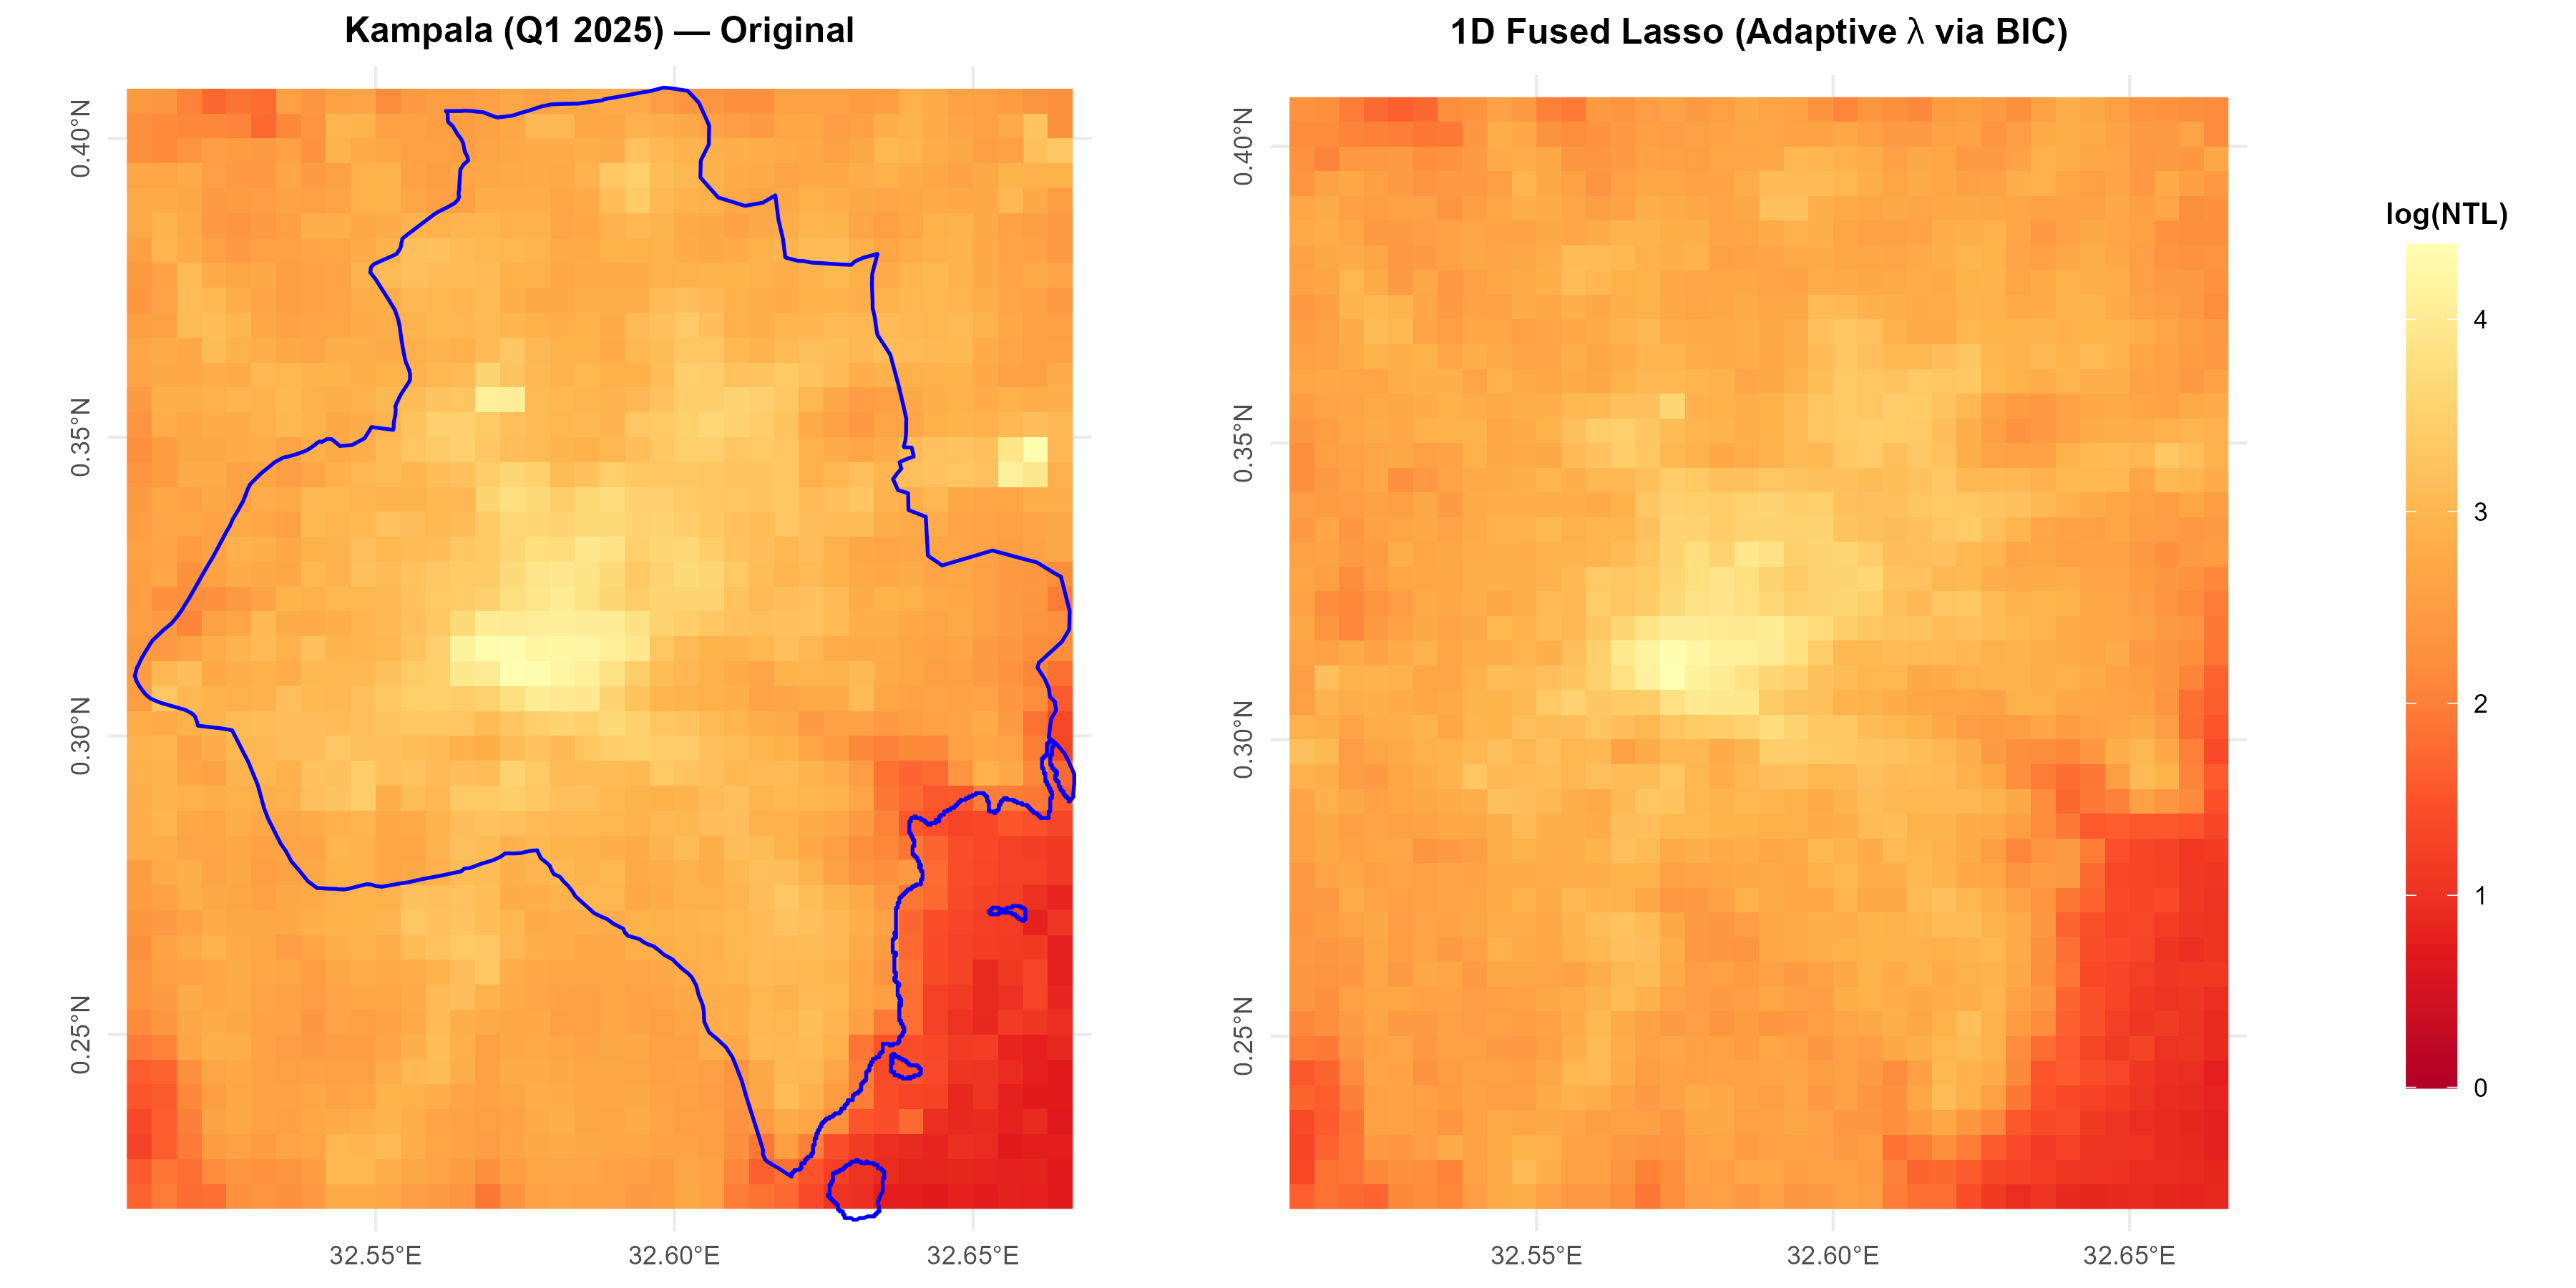 Kampala (Q1 2025) — Original
0.40°N
0.35°N
0.30°N
0.25°N
32.55°E
32.60°E
32.65°E
1D Fused Lasso (Adaptive λ via BIC)
0.40°N
0.35°N
0.30°N
0.25°N
32.55°E
32.60°E
32.65°E
log(NTL)
4
3
2
1
0